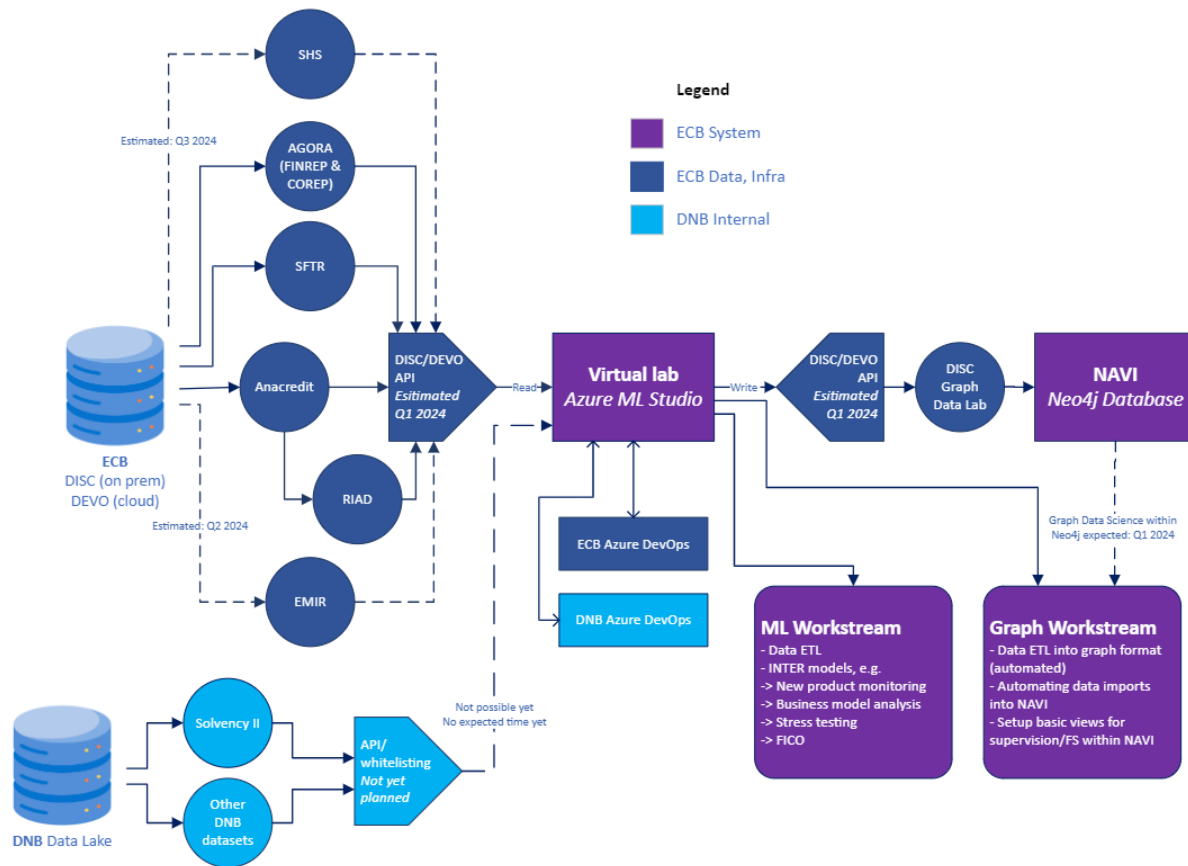 SHS
Legend
Estimated: Q3 2024
ECB System
AGORA
(FINREP &
COREP)
ECB Data, Infra
DNB Internal
SFTR
DISC/DEVO
API
Esitimated
Q1 2024
Anacredit
Read
Virtual lab
Azure ML Studio
Write
DISC/DEVO
API
Esitimated
Q1 2024
DISC
Graph
Data Lab
NAVI
Neo4j Database
ECB
DISC (on prem)
DEVO (cloud)
RIAD
Estimated: Q2 2024
Graph Data Science within
Neo4j expected: Q1 2024
ECB Azure DevOps
EMIR
DNB Azure DevOps
ML Workstream
- Data ETL
- INTER models, e.g.
-> New product monitoring
-> Business model analysis
-> Stress testing
-> FICO
Graph Workstream
- Data ETL into graph format
(automated)
- Automating data imports
into NAVI
- Setup basic views for
supervision/FS within NAVI
Not possible yet
No expected time yet
Solvency II
API/
whitelisting
Not yet
planned
Other
DNB
datasets
DNB Data Lake